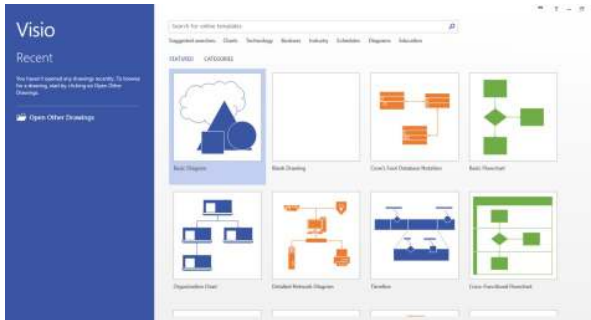 Visio
Recent
You haven't opened any drawings recently. To browse
for a drawing, start by clicking on Open Other
Drawings.
Open Other Drawings
Search for online templates
Suggested searches: Charts Technology Business Industry Schedules Diagrams Education
FEATURED CATEGORIES
Basic Diagram
Blank Drawing
Crow's Foot Database Notation
Basic Flowchart
Organization Chart
Detailed Network Diagram
Timeline
Cross-Functional Flowchart